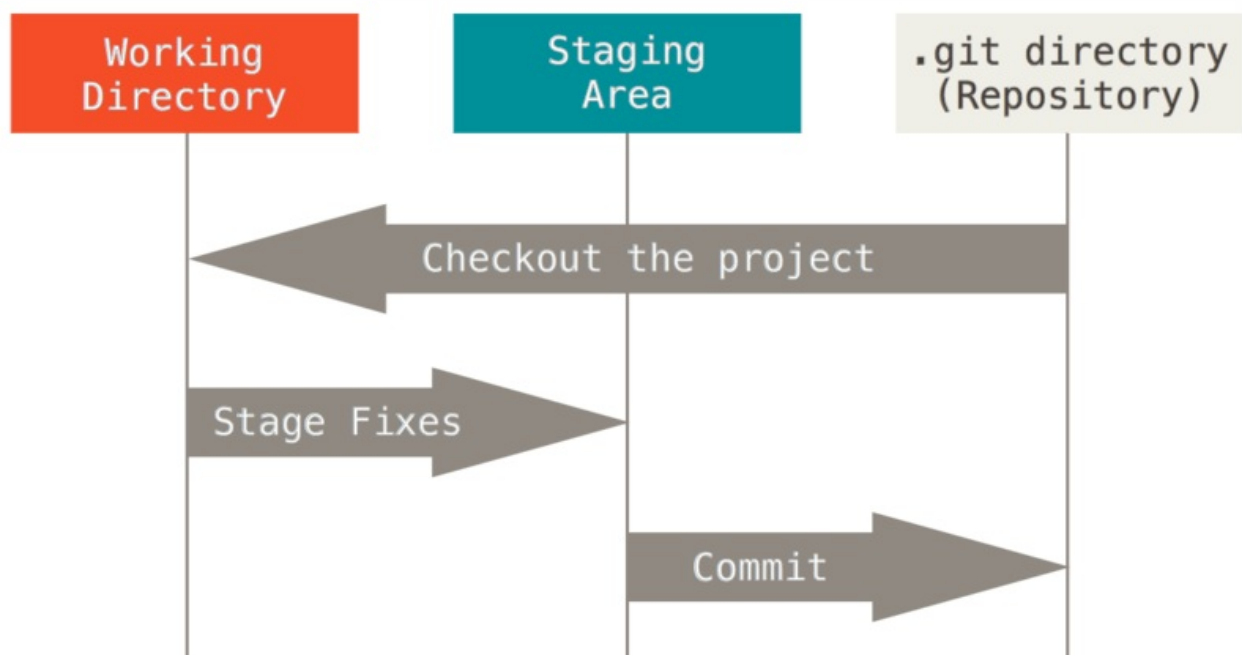 Working
Directory
Staging
Area
.git directory
(Repository)
Checkout the project
Stage Fixes
Commit